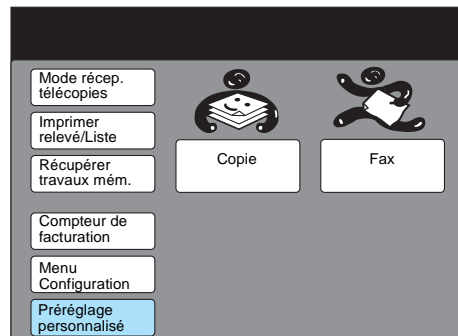 Mode récep.
télécopies
Imprimer
relevé/Liste
Récupérer
travaux mém.
Compteur de
facturation
Menu
Configuration
Préréglage
personnalisé
Copie
Fax